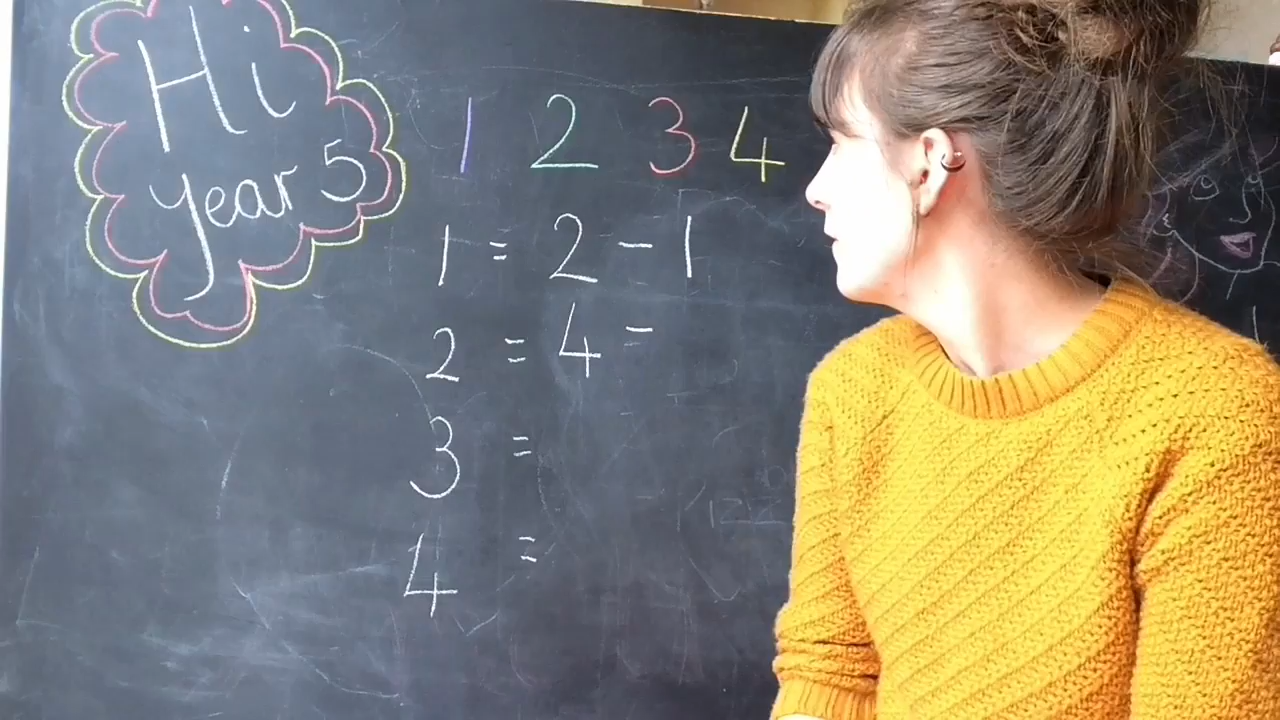 Hi
year 5
1 2 3 4
1 = 2 - 1
2 = 4 =
3 =
4 =